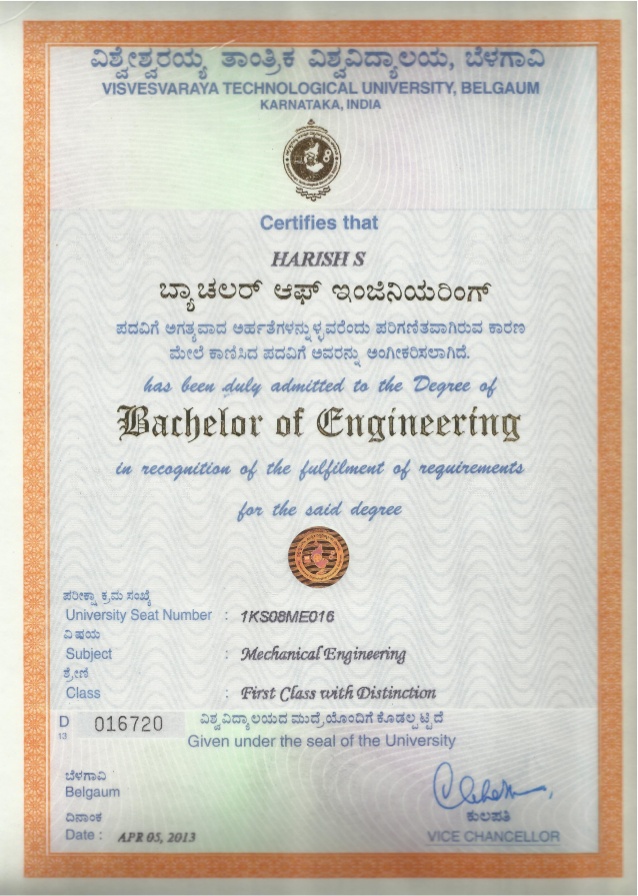 ವಿಶ್ವೇಶ್ವರಯ್ಯ ತಾಂತ್ರಿಕ ವಿಶ್ವವಿದ್ಯಾಲಯ, ಬೆಳಗಾವಿ
VISVESVARAYA TECHNOLOGICAL UNIVERSITY, BELGAUM
KARNATAKA, INDIA
Certifies that
HARISH S
ಬ್ಯಾಚಲರ್ ಆಫ್ ಇಂಜಿನಿಯರಿಂಗ್
ಪದವಿಗೆ ಅಗತ್ಯವಾದ ಅರ್ಹತೆಗಳನ್ನುಳ್ಳವರೆಂದು ಪರಿಗಣಿತವಾಗಿರುವ ಕಾರಣ
ಮೇಲೆ ಕಾಣಿಸಿದ ಪದವಿಗೆ ಅವರನ್ನು ಅಂಗೀಕರಿಸಲಾಗಿದೆ.
has been duly admitted to the Degree of
Bachelor of Engineering
in recognition of the fulfilment of requirements
for the said degree
ಪರೀಕ್ಷಾ ಕ್ರಮ ಸಂಖ್ಯೆ
University Seat Number : 1KS08ME016
ವಿಷಯ
Subject : Mechanical Engineering
ಶ್ರೇಣಿ
Class : First Class with Distinction
D 016720 ವಿಶ್ವವಿದ್ಯಾಲಯದ ಮುದ್ರೆಯೊಂದಿಗೆ ಕೊಡಲ್ಪಟ್ಟಿದೆ
13 Given under the seal of the University
ಬೆಳಗಾವಿ
Belgaum
ದಿನಾಂಕ ಕುಲಪತಿ
Date : APR 05, 2013 VICE CHANCELLOR